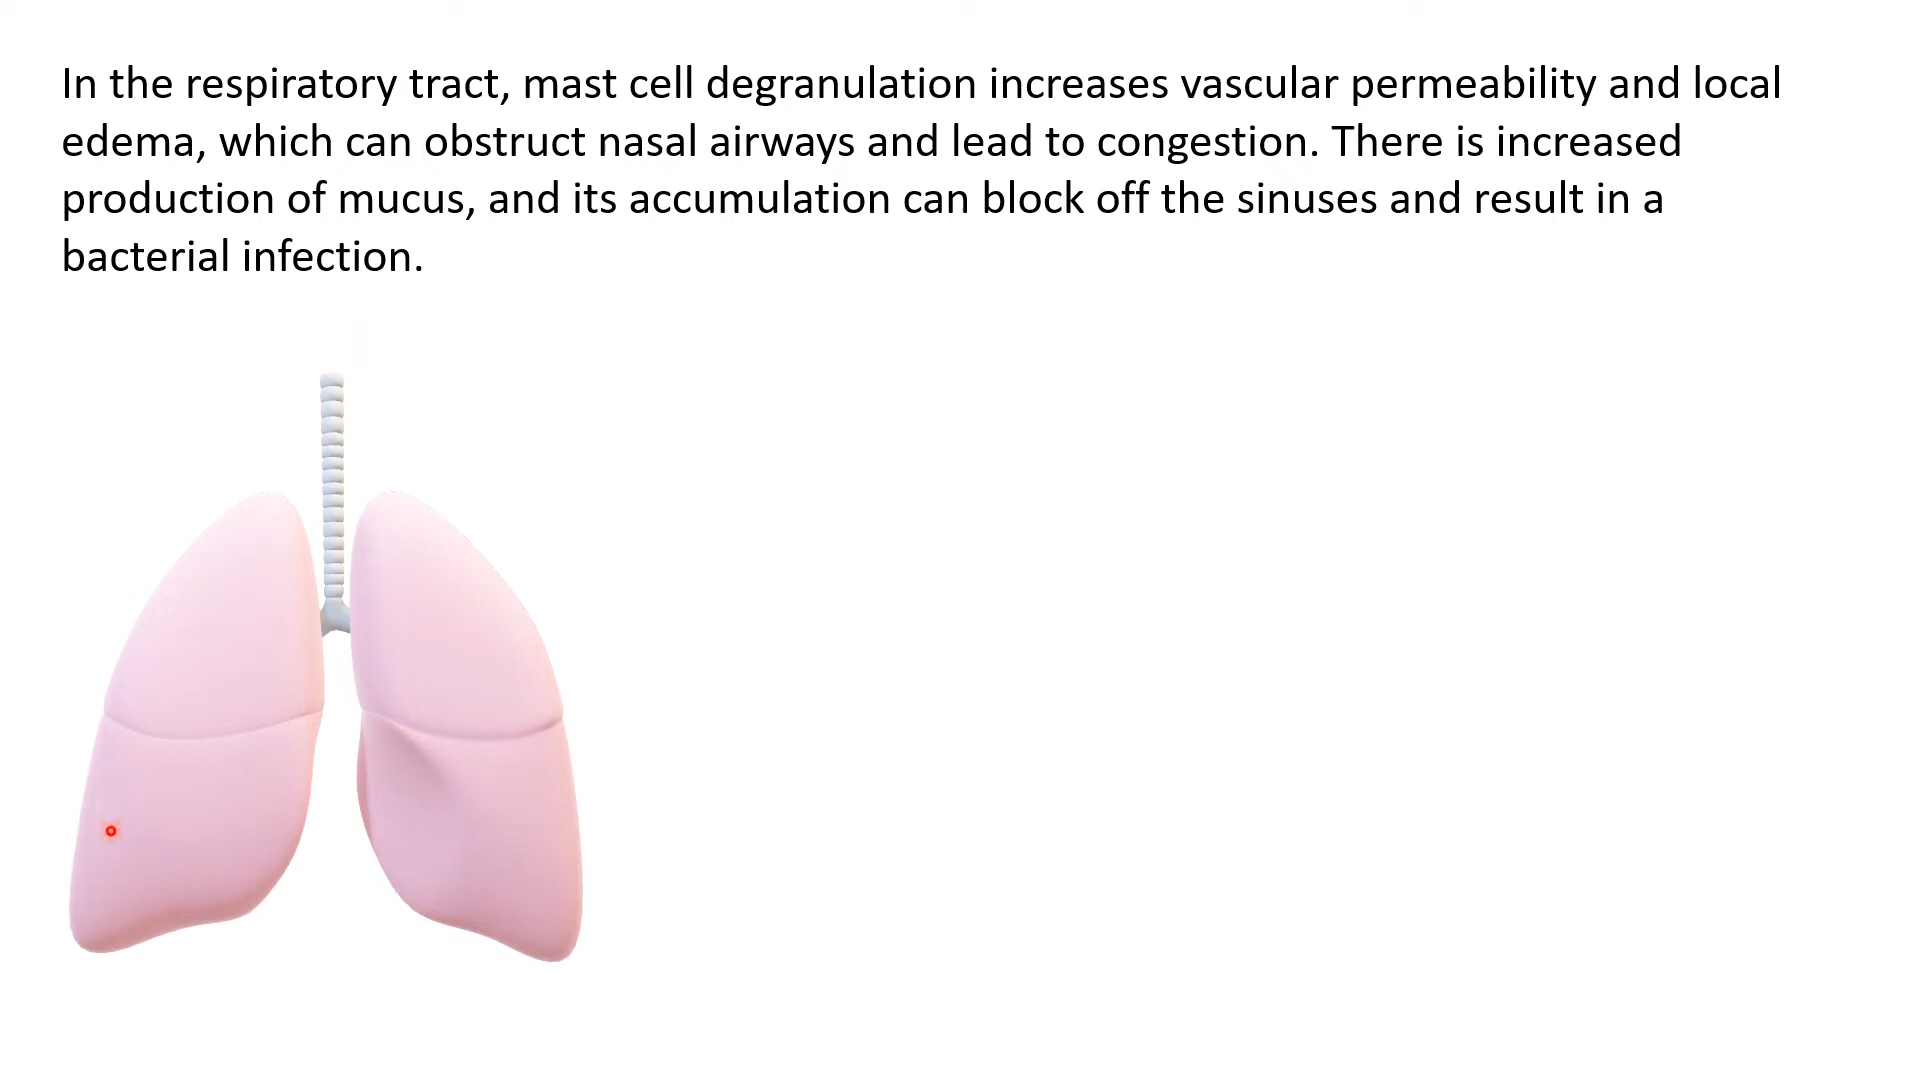 In the respiratory tract, mast cell degranulation increases vascular permeability and local
edema, which can obstruct nasal airways and lead to congestion. There is increased
production of mucus, and its accumulation can block off the sinuses and result in a
bacterial infection.